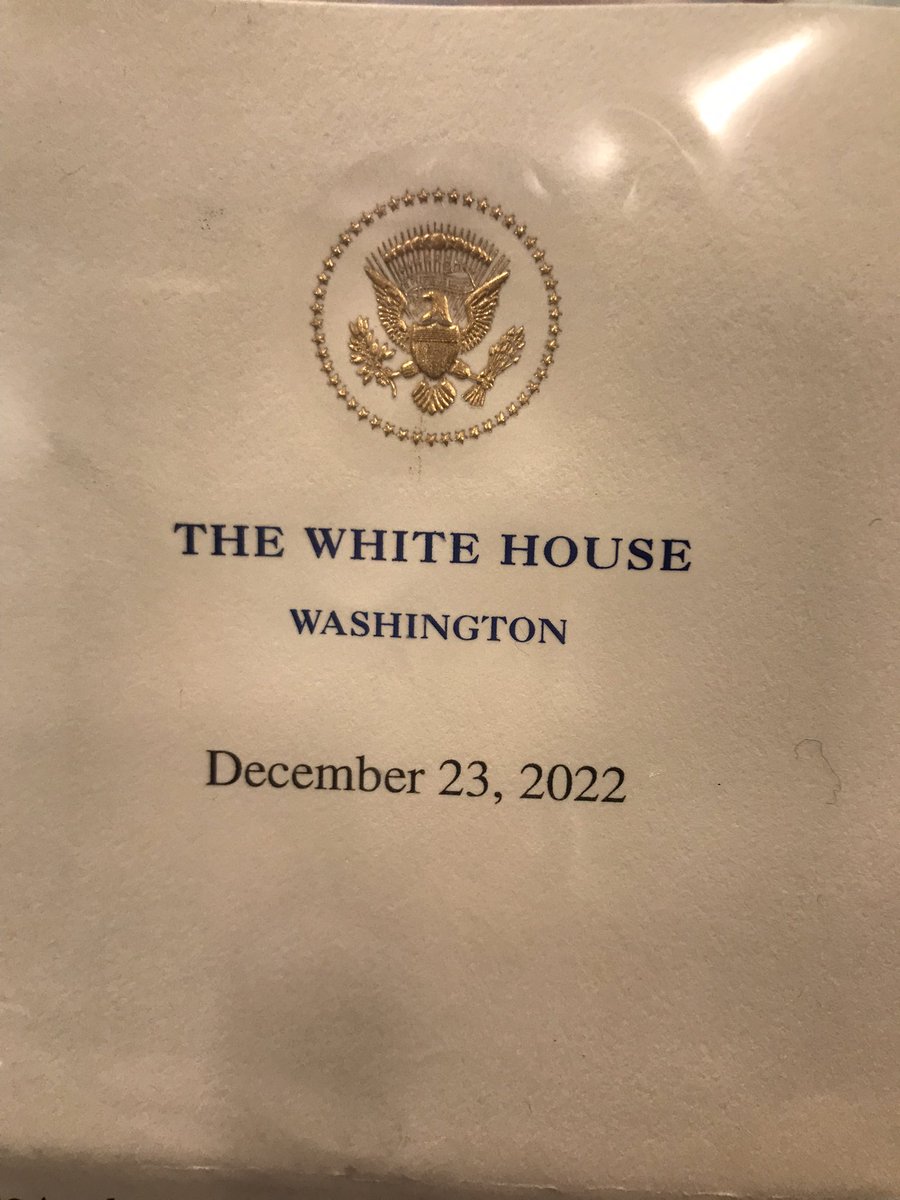 THE WHITE HOUSE
WASHINGTON
December 23, 2022